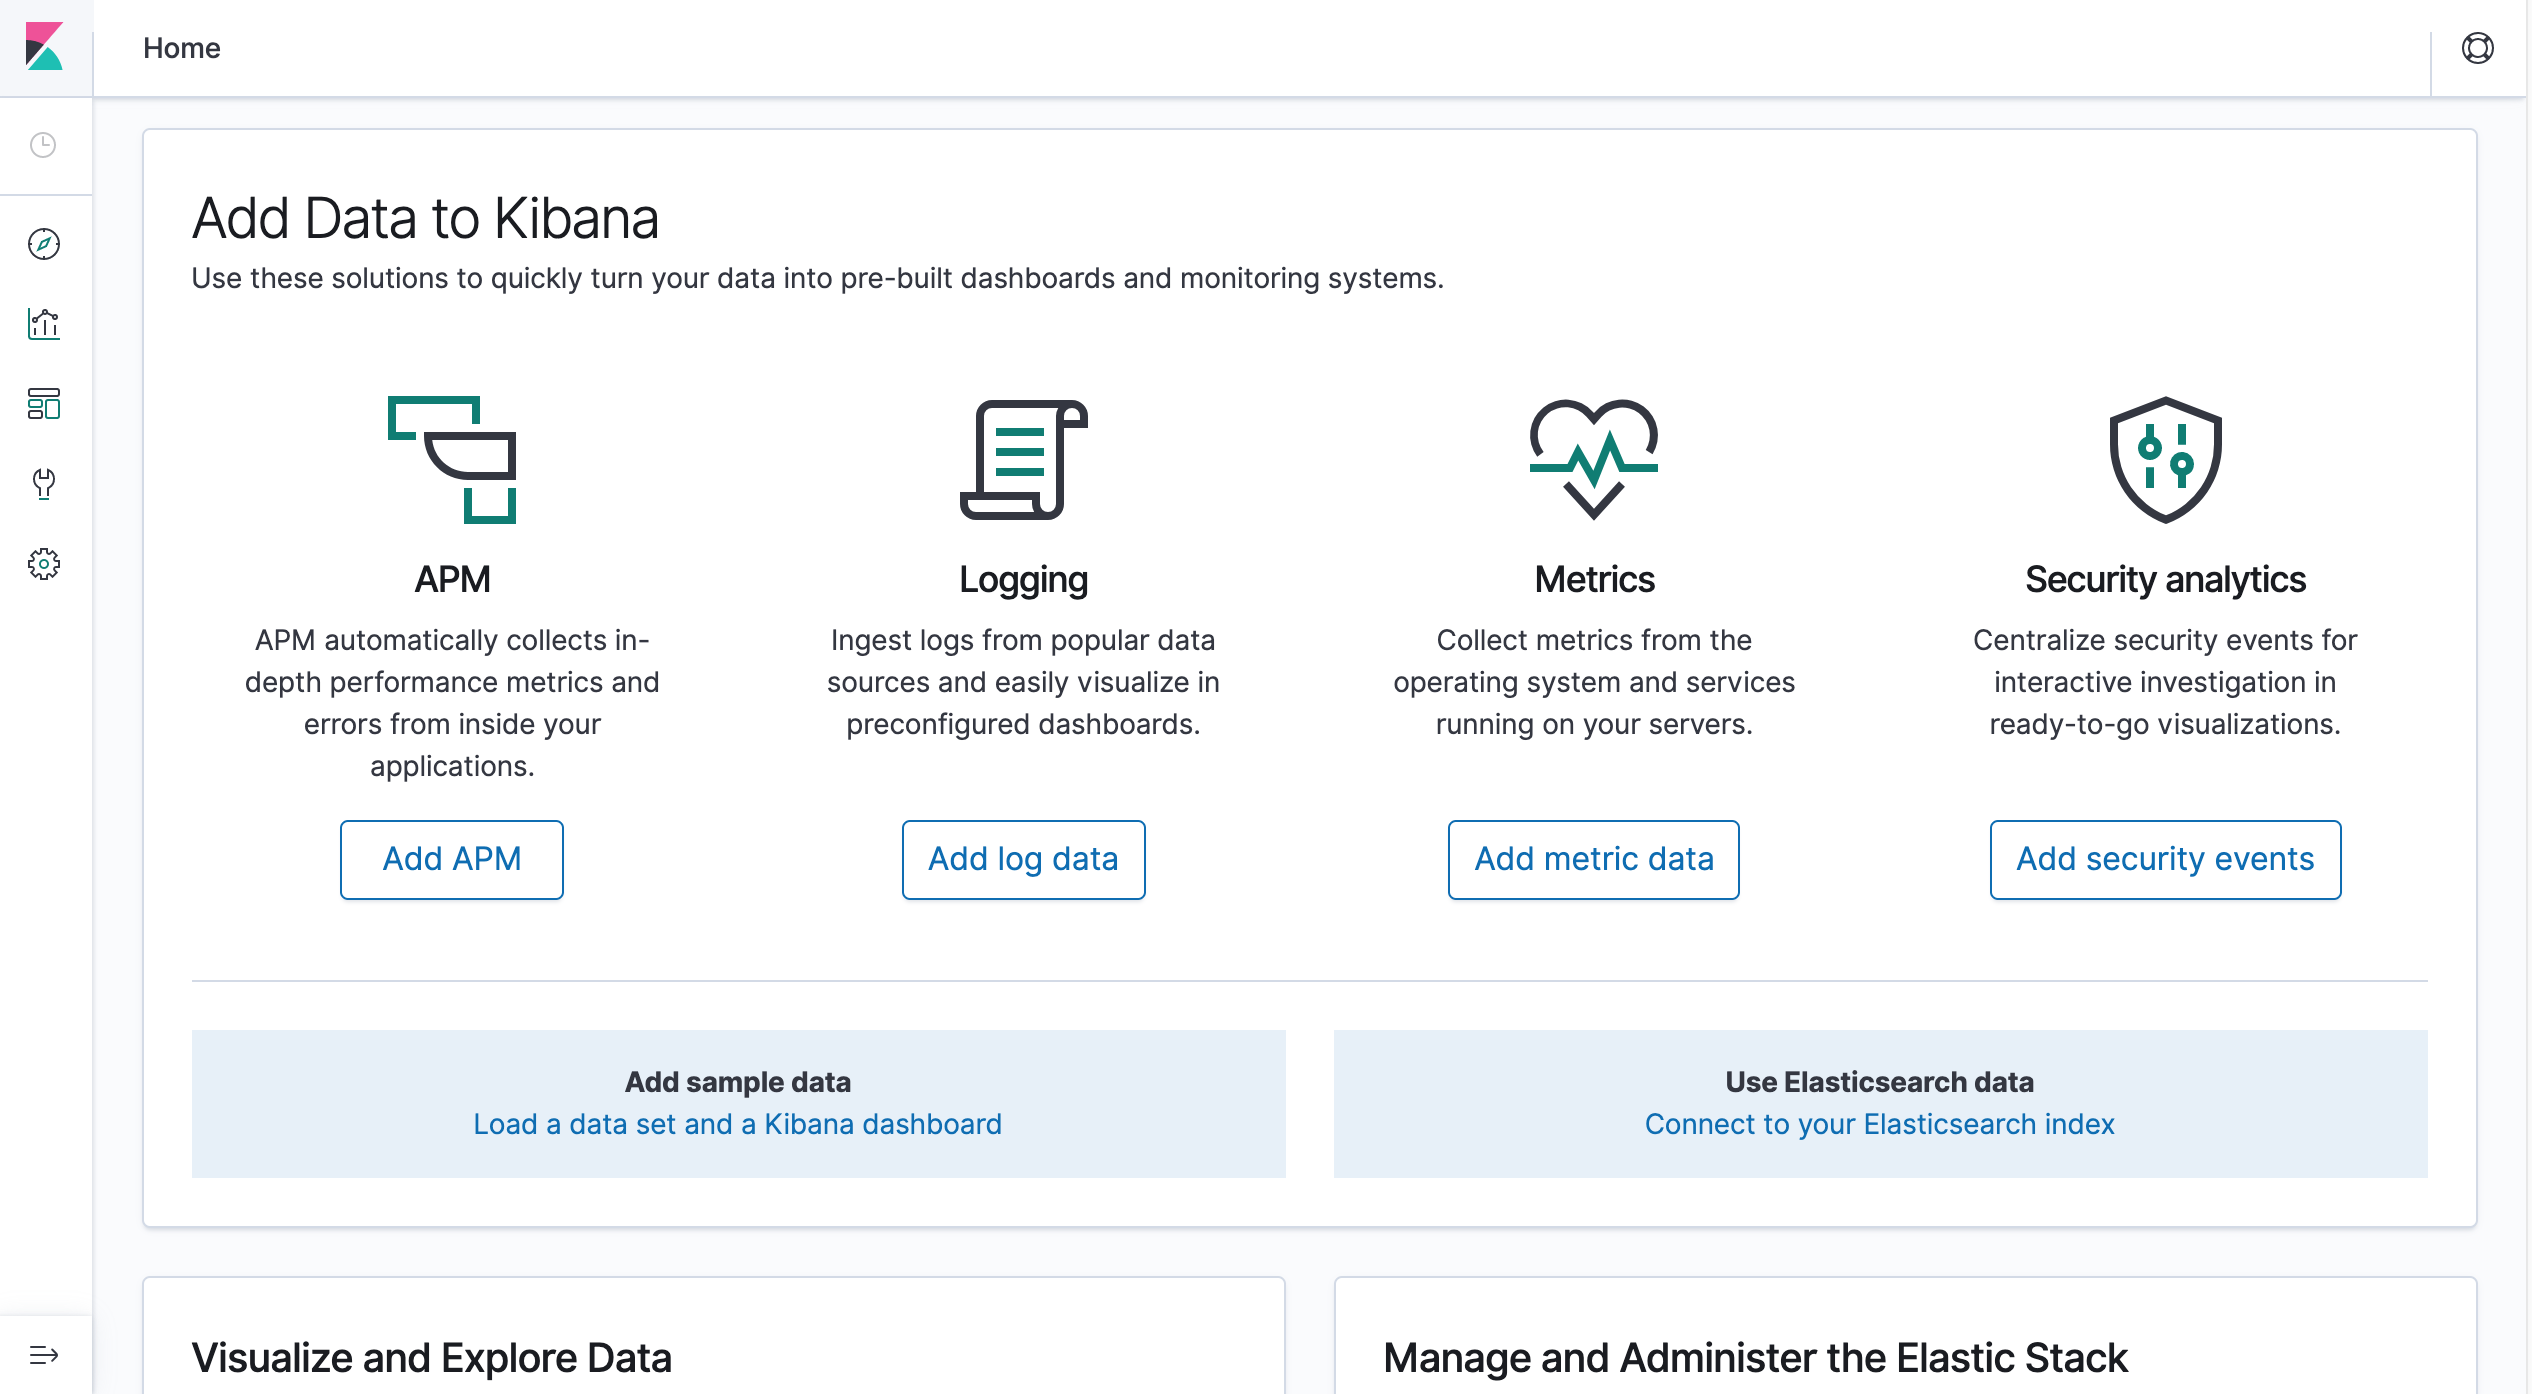 Home
Add Data to Kibana
Use these solutions to quickly turn your data into pre-built dashboards and monitoring systems.
APM
APM automatically collects in-
depth performance metrics and
errors from inside your
applications.
Add APM
Logging
Ingest logs from popular data
sources and easily visualize in
preconfigured dashboards.
Add log data
Metrics
Collect metrics from the
operating system and services
running on your servers.
Add metric data
Security analytics
Centralize security events for
interactive investigation in
ready-to-go visualizations.
Add security events
Add sample data
Load a data set and a Kibana dashboard
Use Elasticsearch data
Connect to your Elasticsearch index
Visualize and Explore Data
Manage and Administer the Elastic Stack